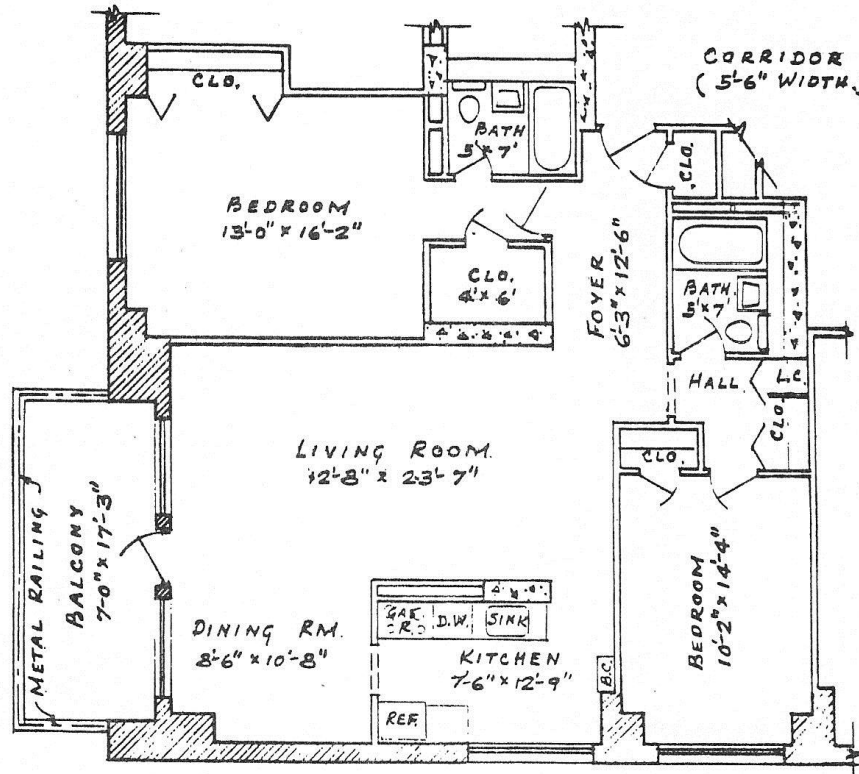 CORRIDOR
( 5'-6" WIDTH
CLO.
BATH
5'x 7'
CLO.
BEDROOM
13'-0" x 16'-2"
CLO.
4'x 6'
FOYER
6'-3" x 12'-6"
BATH
5'x 7'
HALL
L.C.
CLO.
CLO.
LIVING ROOM.
12'-8" x 23'-7"
METAL RAILING
BALCONY
7'-0" x 17'-3"
DINING RM.
8'-6" x 10'-8"
GAS
R.
D.W.
SINK
KITCHEN
7'-6" x 12'-9"
REF.
B.C.
BEDROOM
10'-2" x 14'-4"